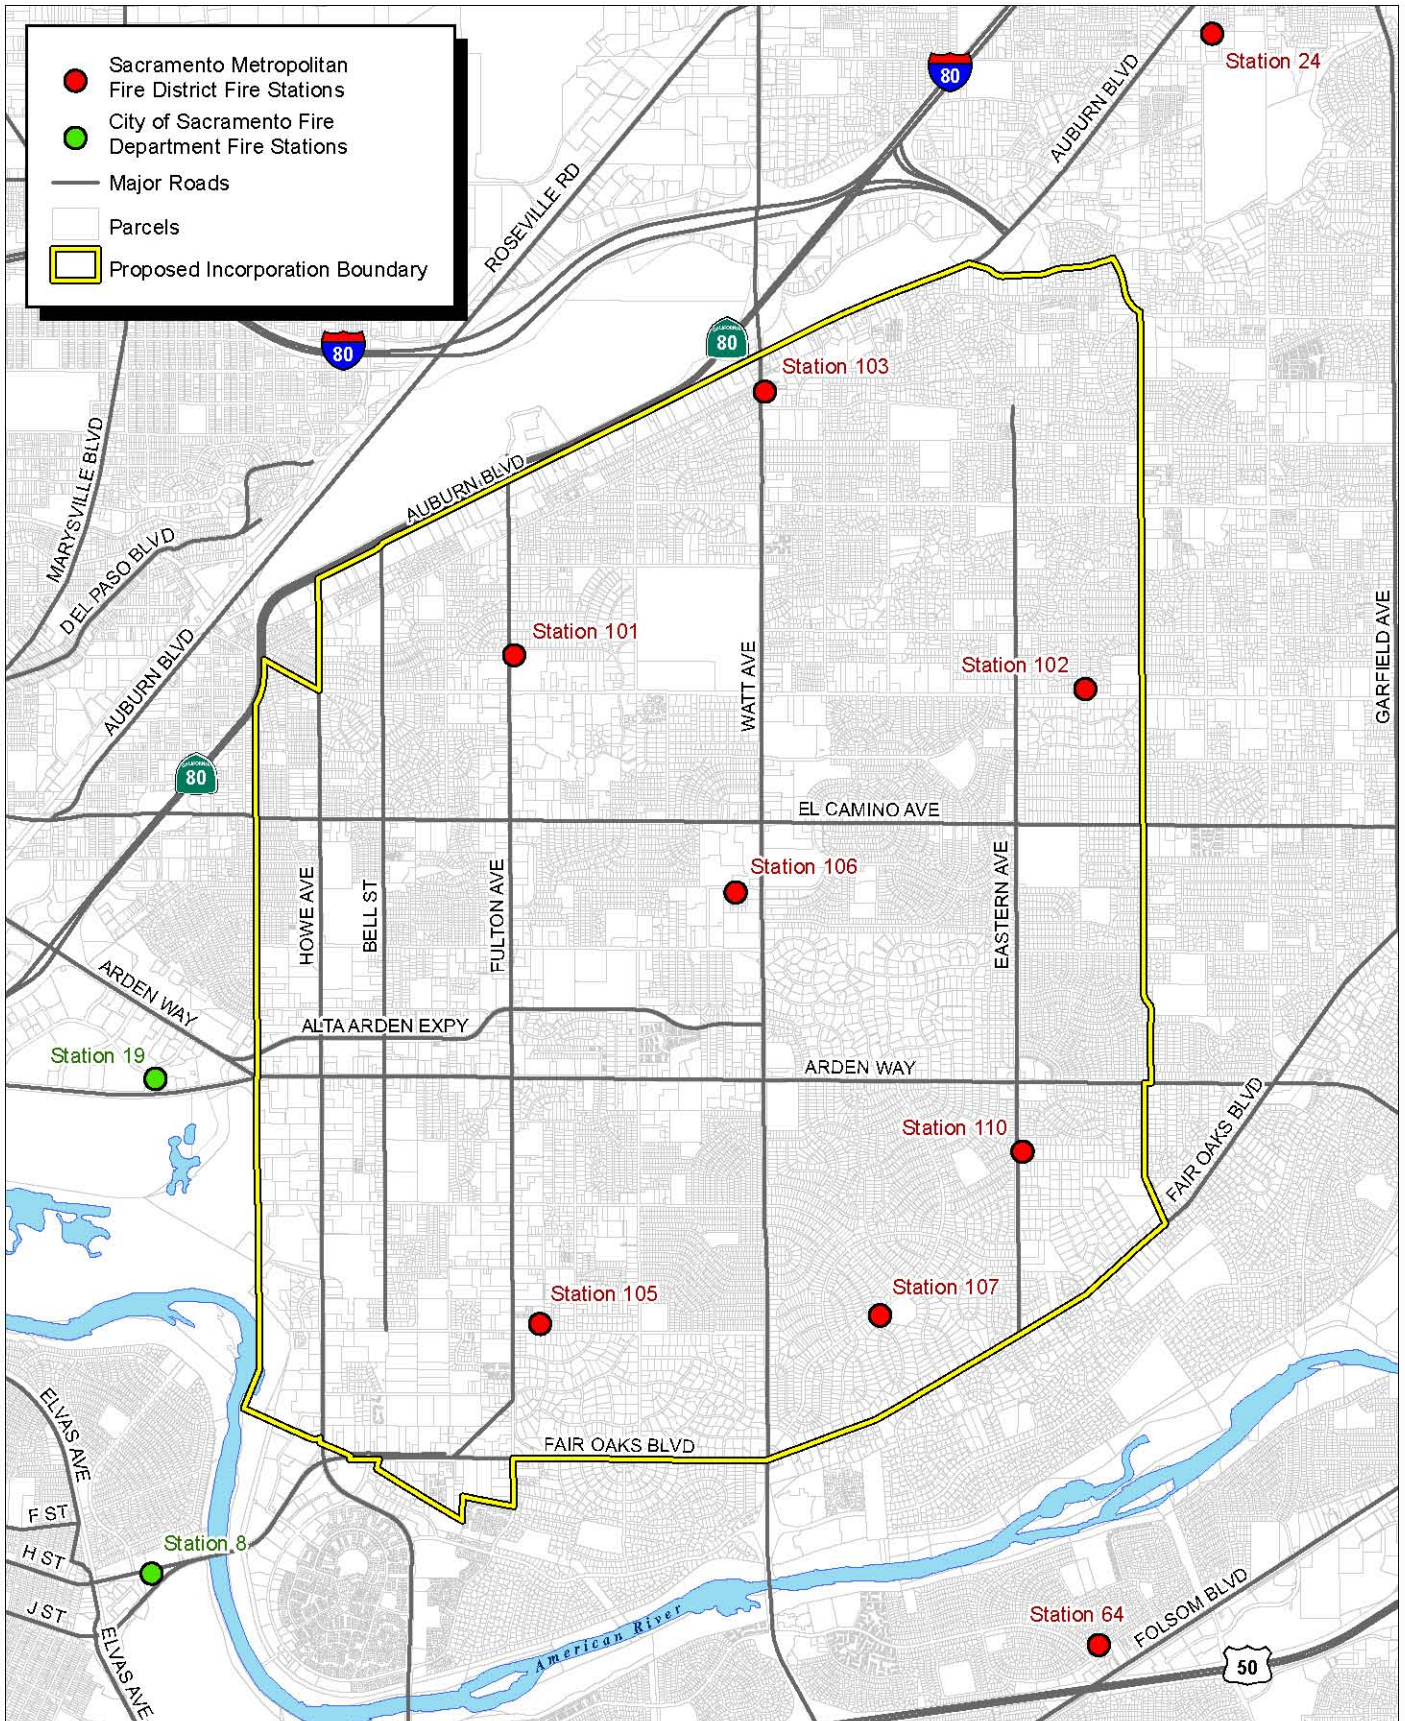 Sacramento Metropolitan
Fire District Fire Stations
City of Sacramento Fire
Department Fire Stations
Major Roads
Parcels
Proposed Incorporation Boundary
Station 24
80
AUBURN BLVD
ROSEVILLE RD
80
CALIFORNIA
80
Station 103
MARYSVILLE BLVD
AUBURN BLVD
DEL PASO BLVD
AUBURN BLVD
Station 101
WATT AVE
Station 102
GARFIELD AVE
CALIFORNIA
80
EL CAMINO AVE
Station 106
HOWE AVE
BELL ST
FULTON AVE
EASTERN AVE
ARDEN WAY
ALTA ARDEN EXPY
Station 19
ARDEN WAY
Station 110
FAIR OAKS BLVD
Station 105
Station 107
ELVAS AVE
FAIR OAKS BLVD
F ST
H ST
Station 8
J ST
ELVAS AVE
American River
Station 64
FOLSOM BLVD
50